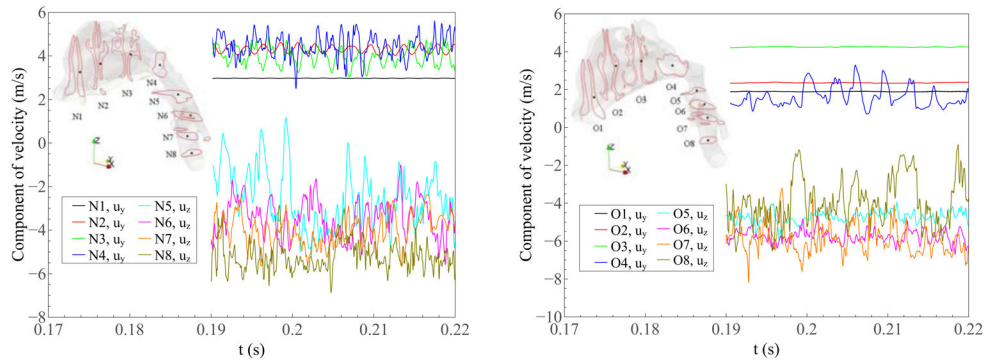 Component of velocity (m/s)
6
4
2
0
−2
−4
−6
8
N1
N2
N3
N4
N5
N6
N7
N8
Z
N1, uy
N2, uy
N3, uy
N4, uy
N5, uz
N6, uz
N7, uz
N8, uz
0.17
0.18
0.19
0.2
0.21
0.22
t (s)
Component of velocity (m/s)
6
4
2
0
−2
−4
−6
−8
−10
O1
O2
O3
O4
O5
O6
O7
O8
Z
O1, uy
O2, uy
O3, uy
O4, uy
O5, uz
O6, uz
O7, uz
O8, uz
0.17
0.18
0.19
0.2
0.21
0.22
t (s)